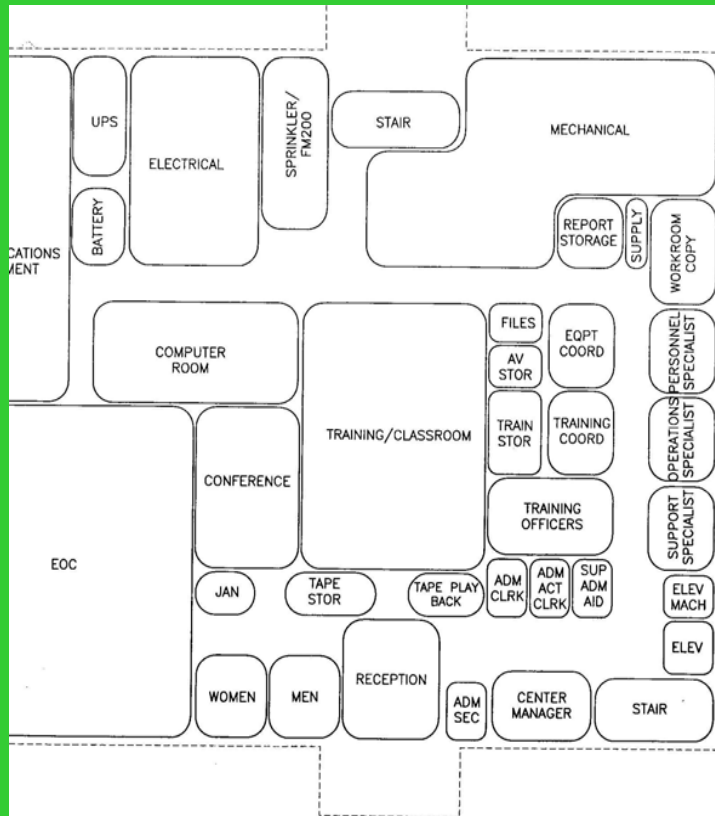 UPS
ELECTRICAL
SPRINKLER/
FM200
STAIR
MECHANICAL
BATTERY
REPORT
STORAGE
SUPPLY
WORKROOM
COPY
CATIONS
MENT
FILES
EQPT
COORD
AV
STOR
COMPUTER
ROOM
PERSONNEL
SPECIALIST
TRAINING/CLASSROOM
TRAIN
STOR
TRAINING
COORD
OPERATIONS
SPECIALIST
CONFERENCE
TRAINING
OFFICERS
SUPPORT
SPECIALIST
EOC
JAN
TAPE
STOR
TAPE PLAY
BACK
ADM
CLRK
ADM
ACT
CLRK
SUP
ADM
AID
ELEV
MACH
ELEV
WOMEN
MEN
RECEPTION
ADM
SEC
CENTER
MANAGER
STAIR